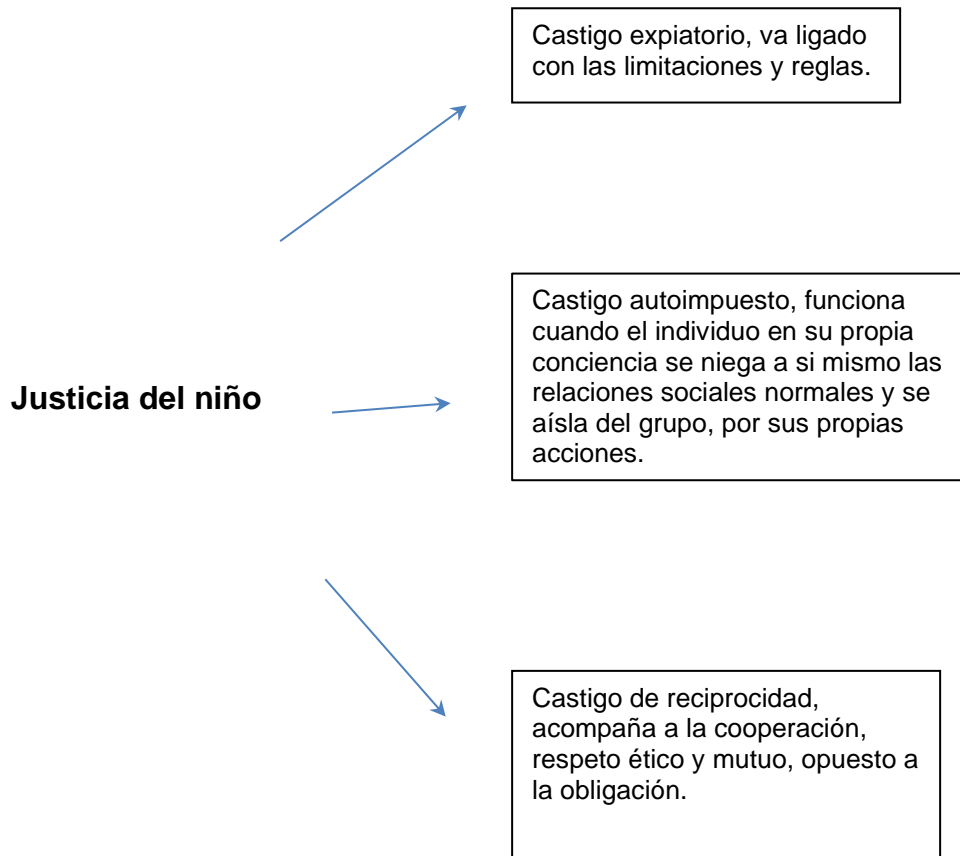 Castigo expiatorio, va ligado
con las limitaciones y reglas.
Castigo autoimpuesto, funciona
cuando el individuo en su propia
conciencia se niega a si mismo las
relaciones sociales normales y se
aísla del grupo, por sus propias
acciones.
Justicia del niño
Castigo de reciprocidad,
acompaña a la cooperación,
respeto ético y mutuo, opuesto a
la obligación.